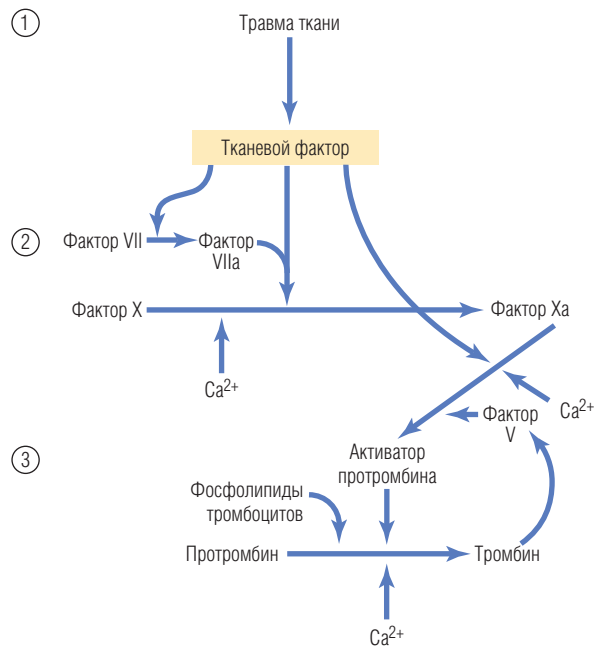 1
Травма ткани
Тканевой фактор
2
Фактор VII
Фактор
VIIa
Фактор X
Фактор Xa
Ca2+
Ca2+
Фактор
V
3
Активатор
протромбина
Фосфолипиды
тромбоцитов
Протромбин
Тромбин
Ca2+